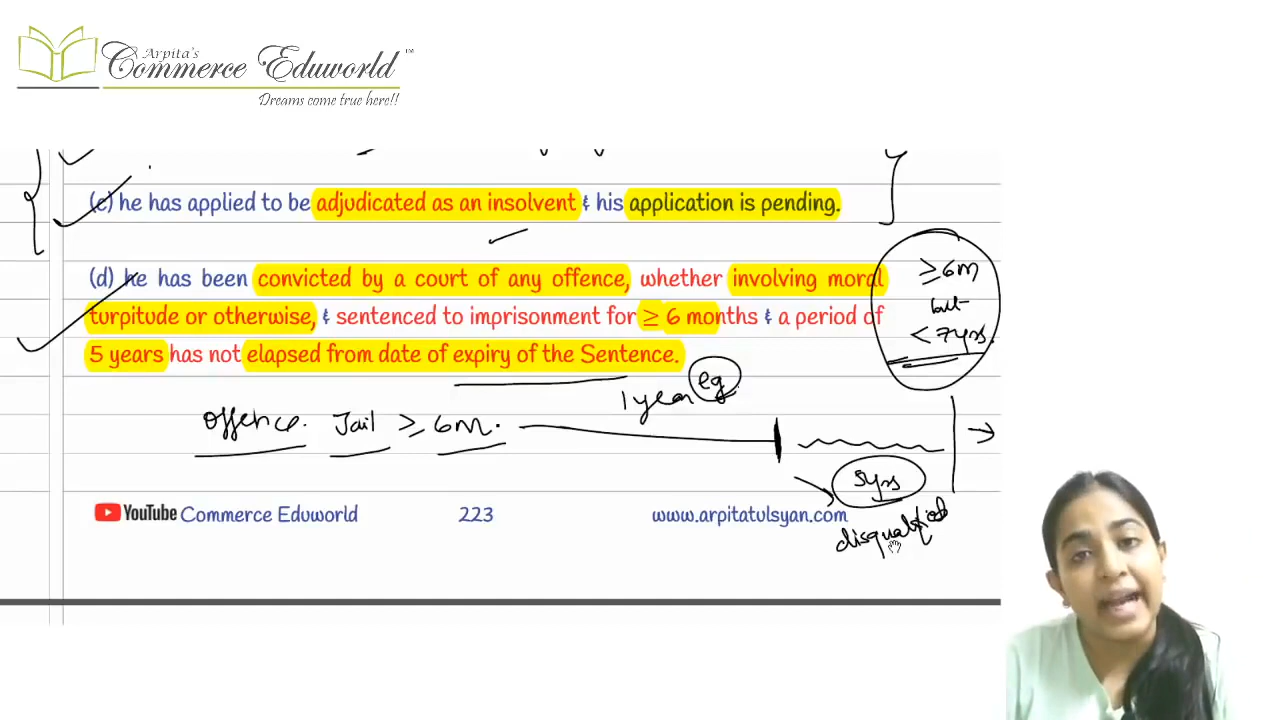 Arpita's
Commerce Eduworld™
Dreams come true here!!
(c) he has applied to be adjudicated as an insolvent & his application is pending.
(d) he has been convicted by a court of any offence, whether involving moral
turpitude or otherwise, & sentenced to imprisonment for ≥ 6 months & a period of
5 years has not elapsed from date of expiry of the Sentence.
≥6m
but
<7yrs.
1 year eg
offence. Jail ≥ 6m.
5yrs
disqualified
YouTube Commerce Eduworld 223 www.arpitatulsyan.com